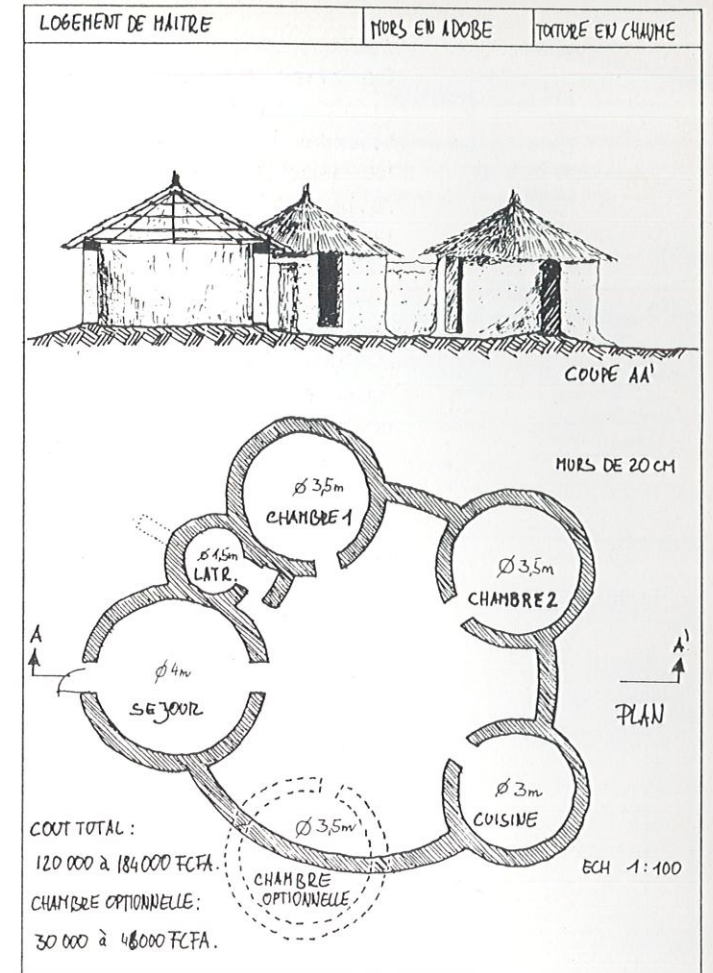 LOGEMENT DE MAITRE
MURS EN ADOBE
TOITURE EN CHAUME
COUPE AA'
MURS DE 20 CM
Ø 3,5m
CHAMBRE 1
Ø 1,5m
LATR.
Ø 3,5m
CHAMBRE 2
A
A'
Ø 4m
SEJOUR
PLAN
Ø 3m
CUISINE
Ø 3,5m
CHAMBRE
OPTIONNELLE
COUT TOTAL :
120 000 à 184 000 FCFA.
CHAMBRE OPTIONNELLE:
30 000 à 46000 FCFA.
ECH 1:100